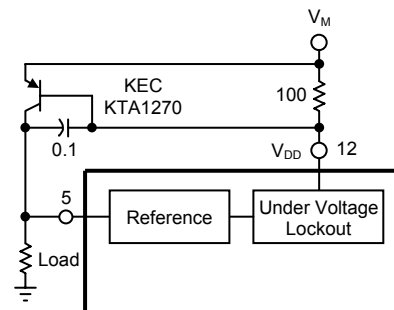 VM
KEC
KTA1270
100
0.1
VDD
12
5
Reference
Under Voltage
Lockout
Load